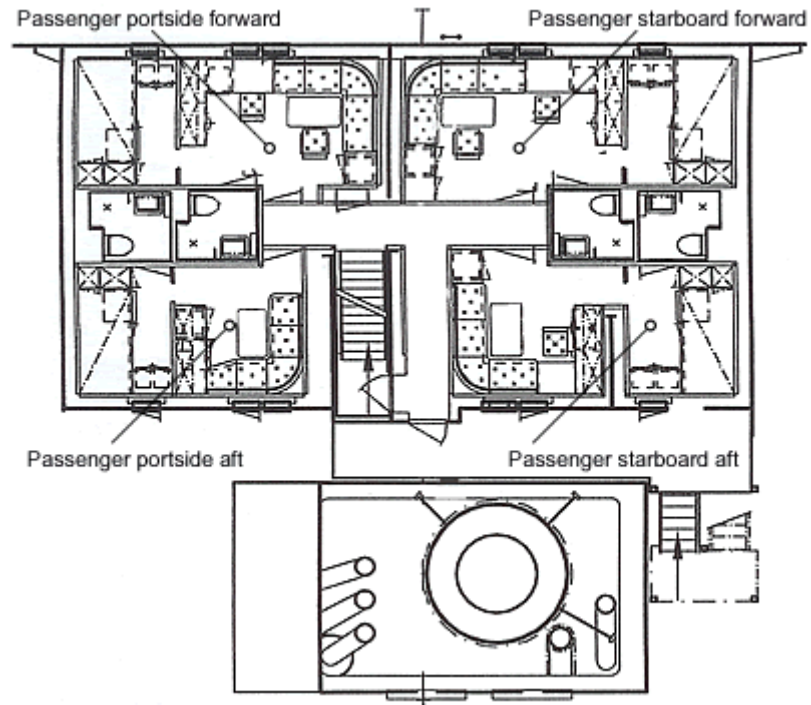 Passenger portside forward
Passenger starboard forward
Passenger portside aft
Passenger starboard aft